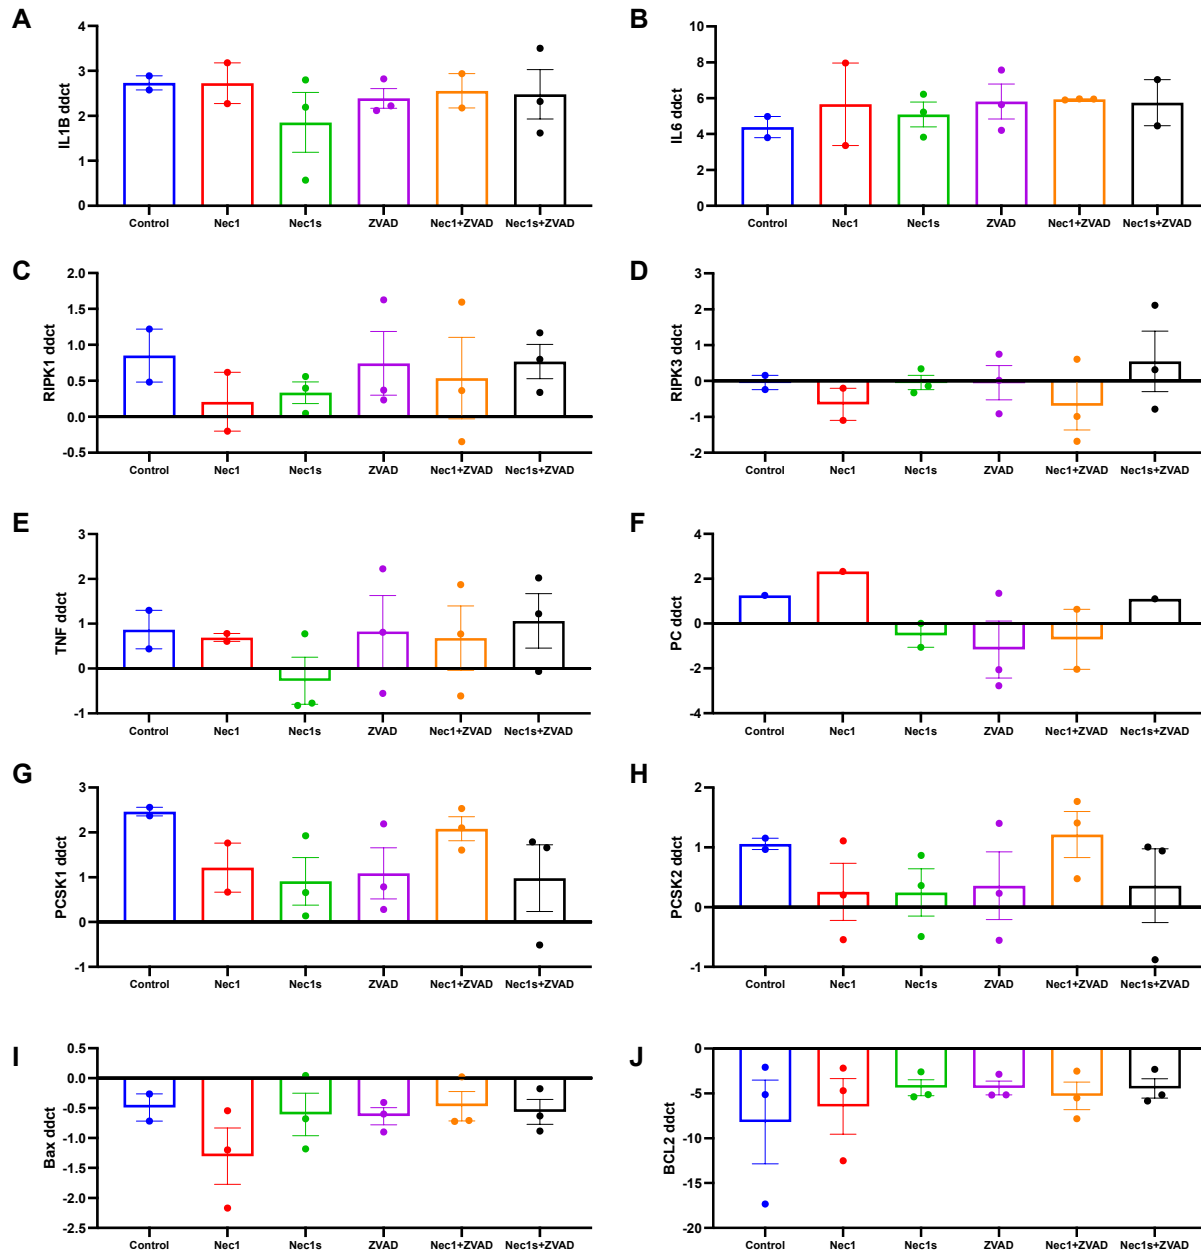 A
IL1B ddct
4
3
2
1
0
Control Nec1 Nec1s ZVAD Nec1+ZVAD Nec1s+ZVAD
B
IL6 ddct
10
8
6
4
2
0
Control Nec1 Nec1s ZVAD Nec1+ZVAD Nec1s+ZVAD
C
RIPK1 ddct
2.0
1.5
1.0
0.5
0.0
-0.5
Control Nec1 Nec1s ZVAD Nec1+ZVAD Nec1s+ZVAD
D
RIPK3 ddct
3
2
1
0
-1
-2
Control Nec1 Nec1s ZVAD Nec1+ZVAD Nec1s+ZVAD
E
TNF ddct
3
2
1
0
-1
Control Nec1 Nec1s ZVAD Nec1+ZVAD Nec1s+ZVAD
F
PC ddct
4
2
0
-2
-4
Control Nec1 Nec1s ZVAD Nec1+ZVAD Nec1s+ZVAD
G
PCSK1 ddct
3
2
1
0
-1
Control Nec1 Nec1s ZVAD Nec1+ZVAD Nec1s+ZVAD
H
PCSK2 ddct
2
1
0
-1
Control Nec1 Nec1s ZVAD Nec1+ZVAD Nec1s+ZVAD
I
Bax ddct
0.5
0.0
-0.5
-1.0
-1.5
-2.0
-2.5
Control Nec1 Nec1s ZVAD Nec1+ZVAD Nec1s+ZVAD
J
BCL2 ddct
0
-5
-10
-15
-20
Control Nec1 Nec1s ZVAD Nec1+ZVAD Nec1s+ZVAD